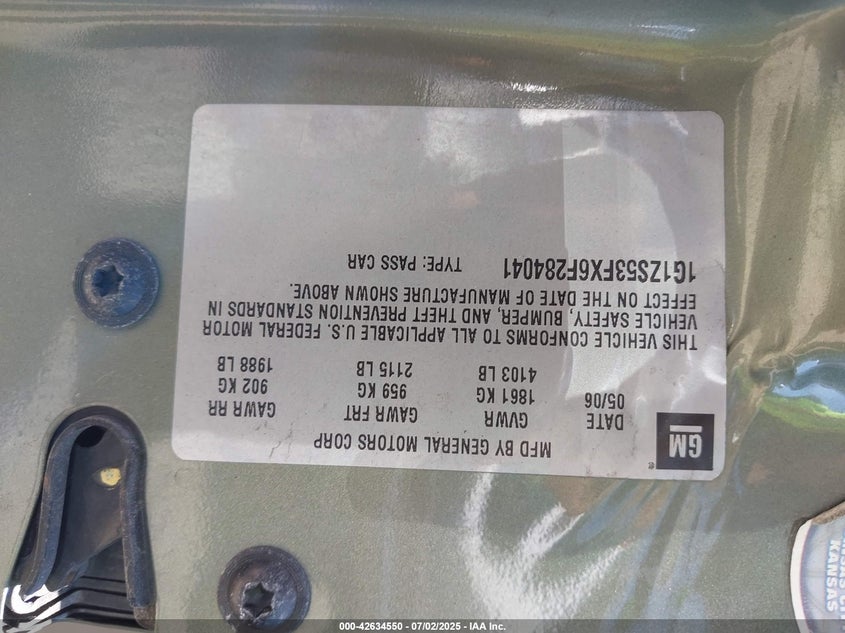 GM
®
MFD BY GENERAL MOTORS CORP
DATE GVWR GAWR FRT GAWR RR
05/06 1861 KG 959 KG 902 KG
4103 LB 2115 LB 1988 LB
THIS VEHICLE CONFORMS TO ALL APPLICABLE U.S. FEDERAL MOTOR
VEHICLE SAFETY, BUMPER, AND THEFT PREVENTION STANDARDS IN
EFFECT ON THE DATE OF MANUFACTURE SHOWN ABOVE.
1G1ZS53FX6F284041 TYPE: PASS CAR
KANSAS
000-42634550 - 07/02/2025 - IAA Inc.